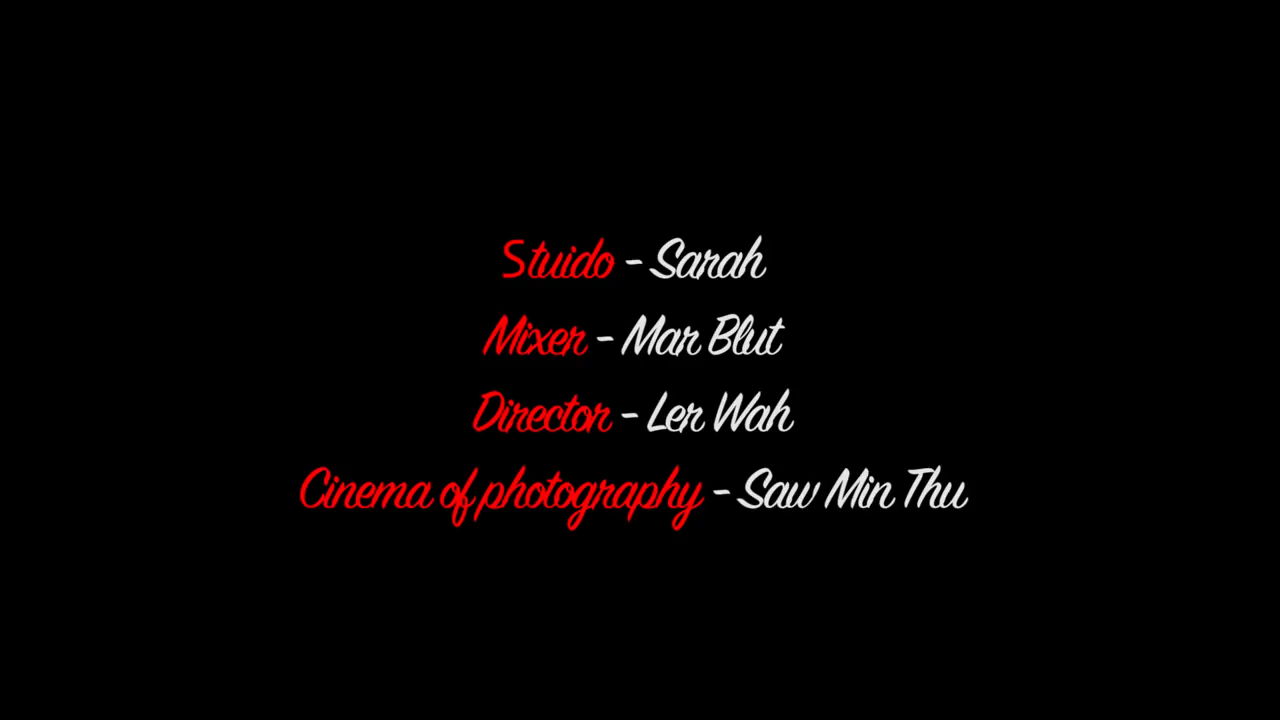 Stuido - Sarah
Mixer - Mar Blut
Director - Ler Wah
Cinema of photography - Saw Min Thu